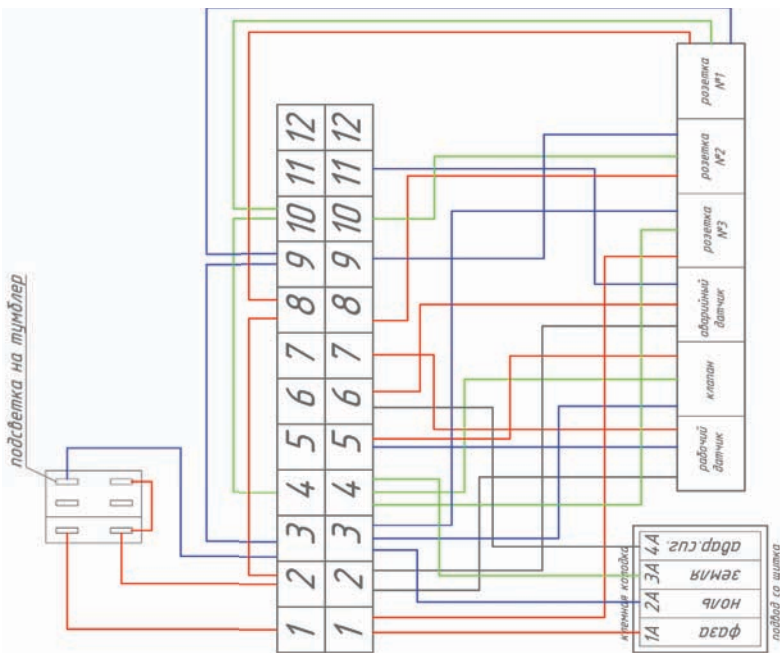 розетка
№1
розетка
№2
розетка
№3
аварийный
датчик
клапан
рабочий
датчик
12 12
11 11
10 10
9 9
8 8
7 7
6 6
5 5
4 4
3 3
2 2
1 1
подсветка на тумблер
клемная колодка
4А авар.сиг.
3А земля
2А ноль
1А фаза
подвод со щитка